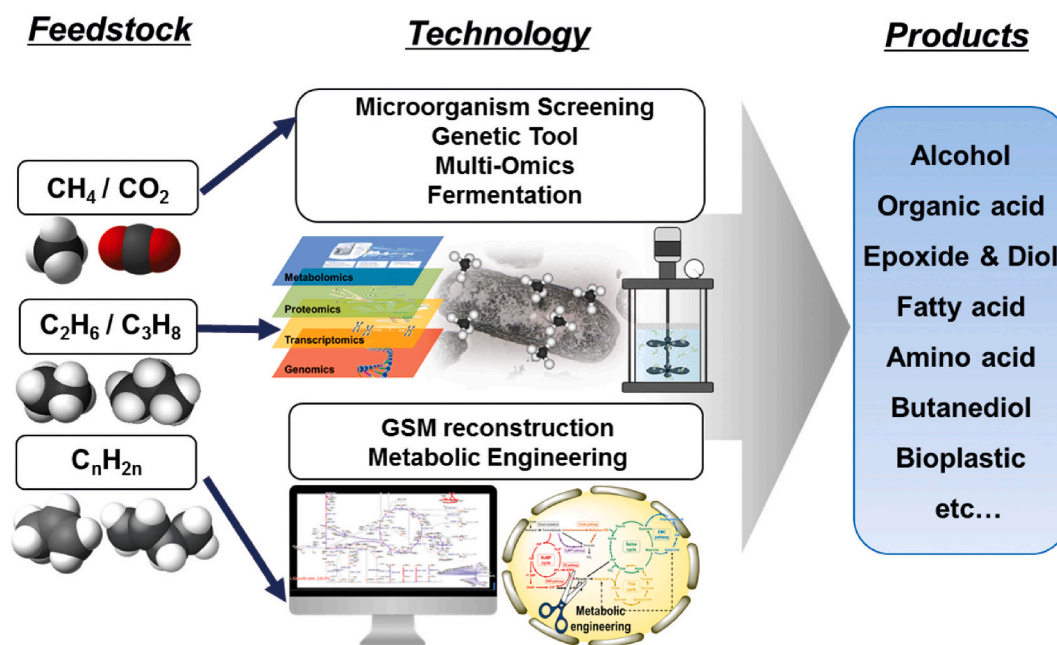 Feedstock
Technology
Products
Microorganism Screening
Genetic Tool
Multi-Omics
Fermentation
CH4 / CO2
C2H6 / C3H8
CnH2n
Metabolomics
Proteomics
Transcriptomics
Genomics
GSM reconstruction
Metabolic Engineering
Metabolic
engineering
Alcohol
Organic acid
Epoxide & Diol
Fatty acid
Amino acid
Butanediol
Bioplastic
etc…